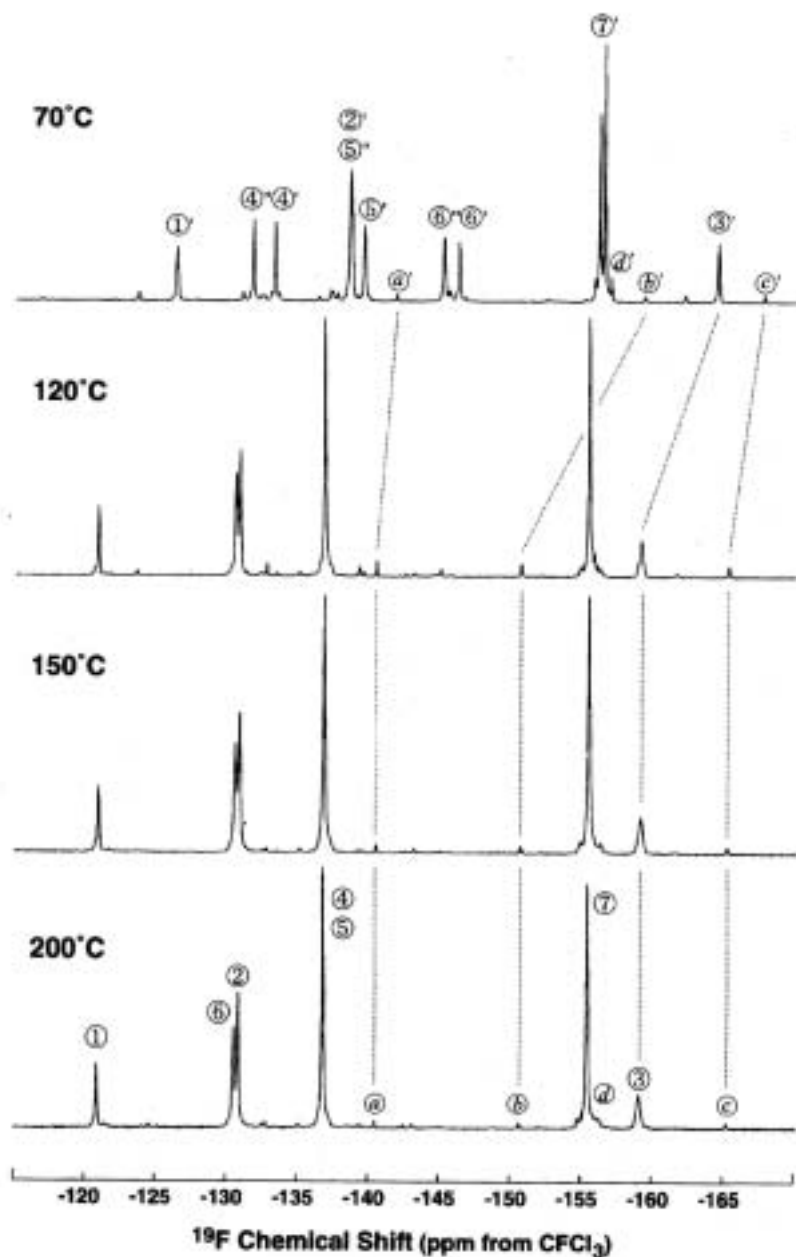 ⑦′
70°C
②′
⑤″
④″ ④′
⑤′
①′
⑥″ ⑥′
③′
d′
a′
b′
c′
120°C
150°C
④
⑤
⑦
200°C
②
⑥
①
③
d
a
b
c
-120 -125 -130 -135 -140 -145 -150 -155 -160 -165
¹⁹F Chemical Shift (ppm from CFCl₃)